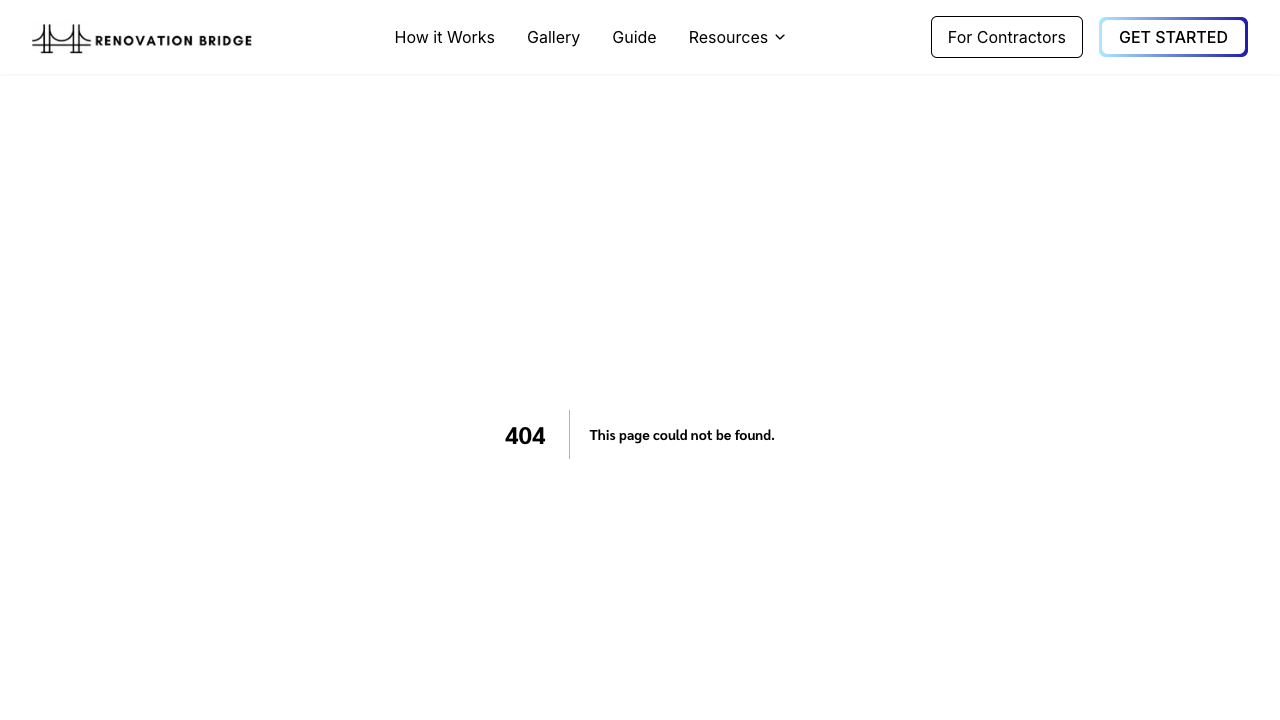 RENOVATION BRIDGE
How it Works
Gallery
Guide
Resources
For Contractors
GET STARTED
404
This page could not be found.